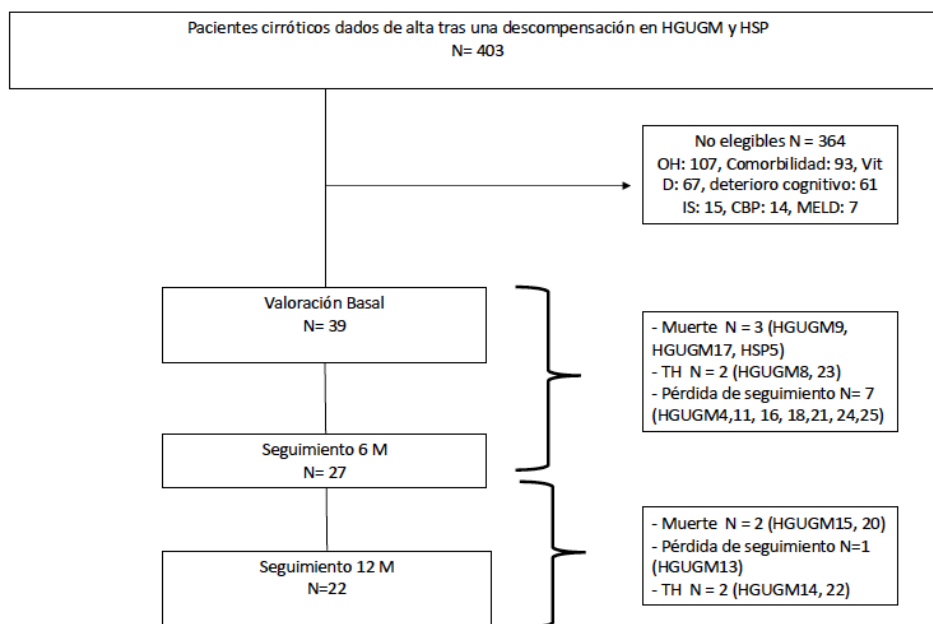 Pacientes cirróticos dados de alta tras una descompensación en HGUGM y HSP
N= 403
No elegibles N = 364
OH: 107, Comorbilidad: 93, Vit
D: 67, deterioro cognitivo: 61
IS: 15, CBP: 14, MELD: 7
Valoración Basal
N= 39
- Muerte N = 3 (HGUGM9,
HGUGM17, HSP5)
- TH N = 2 (HGUGM8, 23)
- Pérdida de seguimiento N= 7
(HGUGM4,11, 16, 18,21, 24,25)
Seguimiento 6 M
N= 27
- Muerte N = 2 (HGUGM15, 20)
- Pérdida de seguimiento N=1
(HGUGM13)
- TH N = 2 (HGUGM14, 22)
Seguimiento 12 M
N=22